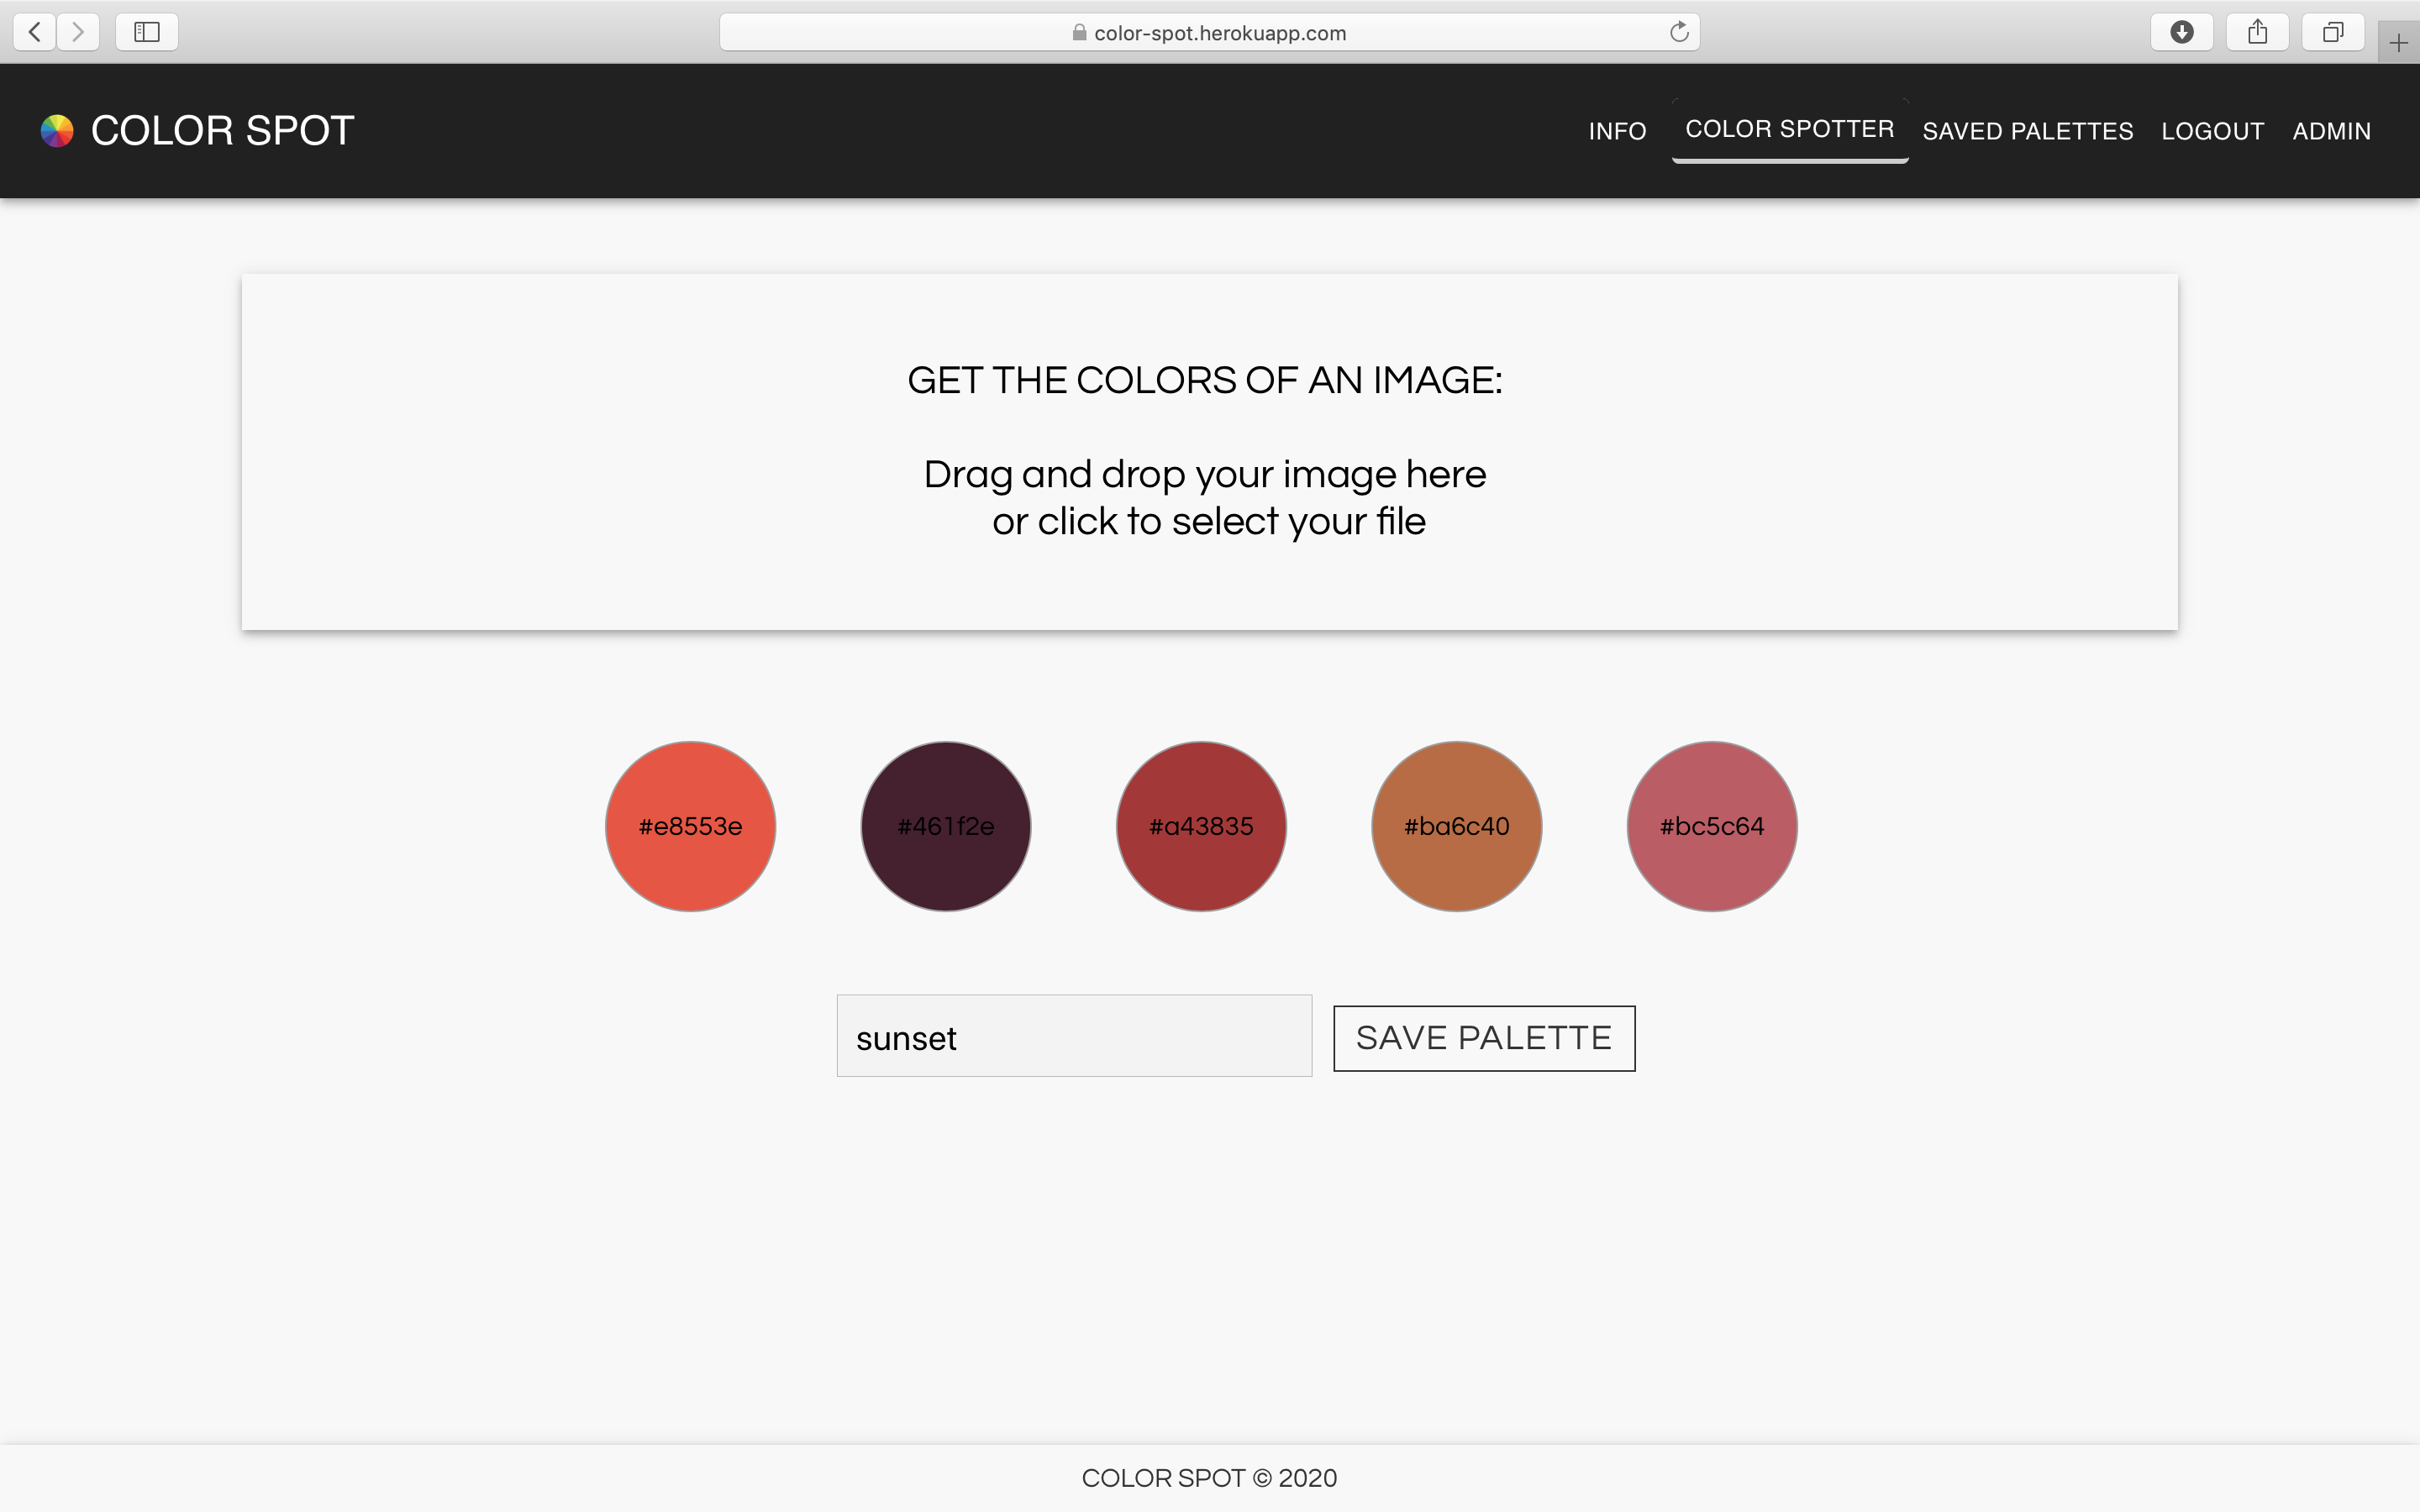 color-spot.herokuapp.com
COLOR SPOT
INFO COLOR SPOTTER SAVED PALETTES LOGOUT ADMIN
GET THE COLORS OF AN IMAGE:
Drag and drop your image here
or click to select your file
#e8553e #461f2e #a43835 #ba6c40 #bc5c64
sunset SAVE PALETTE
COLOR SPOT © 2020